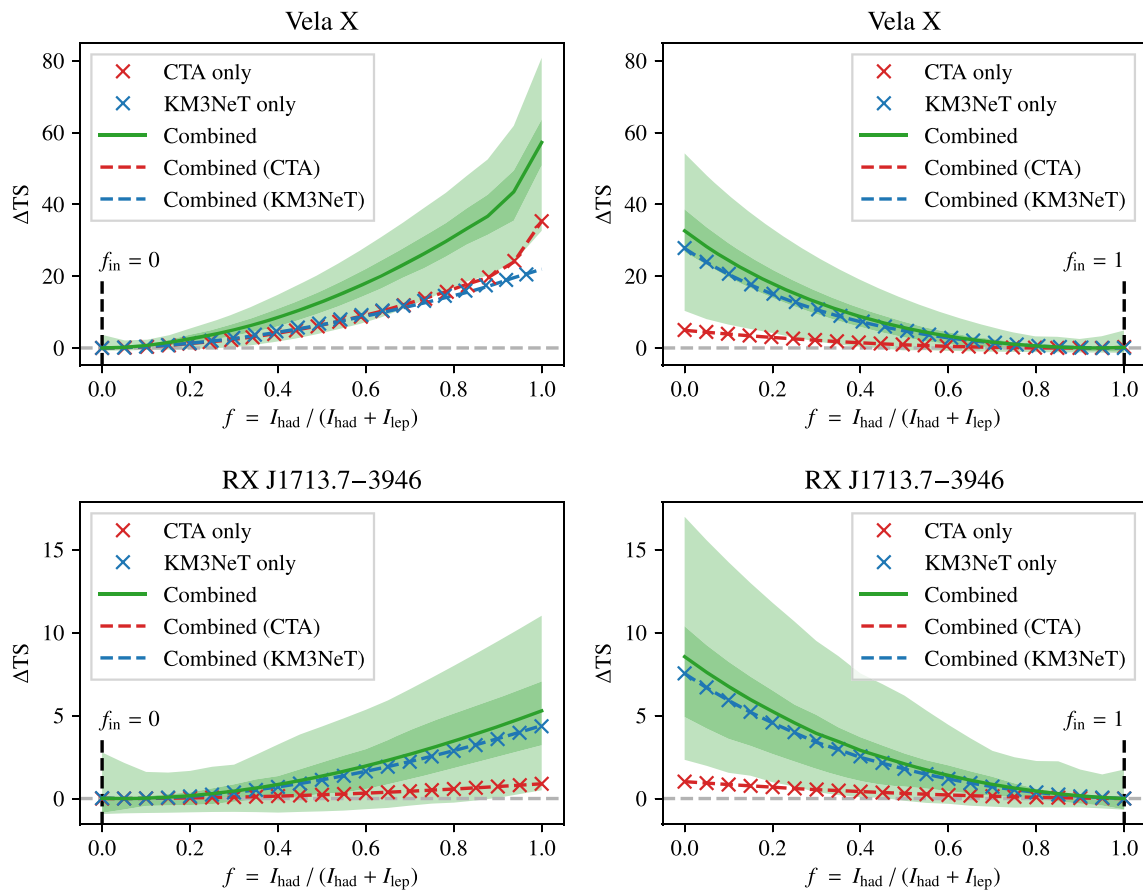 Vela X
80
60
40
20
0
ΔTS
CTA only
KM3NeT only
Combined
Combined (CTA)
Combined (KM3NeT)
f_in = 0
0.0 0.2 0.4 0.6 0.8 1.0
f = I_had / (I_had + I_lep)
Vela X
80
60
40
20
0
ΔTS
CTA only
KM3NeT only
Combined
Combined (CTA)
Combined (KM3NeT)
f_in = 1
0.0 0.2 0.4 0.6 0.8 1.0
f = I_had / (I_had + I_lep)
RX J1713.7−3946
15
10
5
0
ΔTS
CTA only
KM3NeT only
Combined
Combined (CTA)
Combined (KM3NeT)
f_in = 0
0.0 0.2 0.4 0.6 0.8 1.0
f = I_had / (I_had + I_lep)
RX J1713.7−3946
15
10
5
0
ΔTS
CTA only
KM3NeT only
Combined
Combined (CTA)
Combined (KM3NeT)
f_in = 1
0.0 0.2 0.4 0.6 0.8 1.0
f = I_had / (I_had + I_lep)